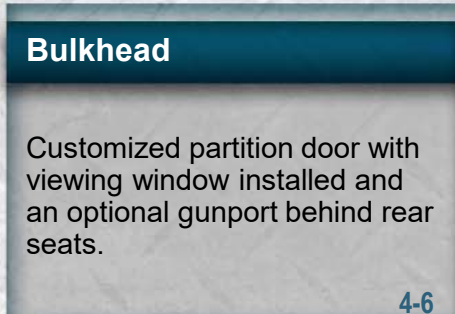 Bulkhead
Customized partition door with
viewing window installed and
an optional gunport behind rear
seats.
4-6